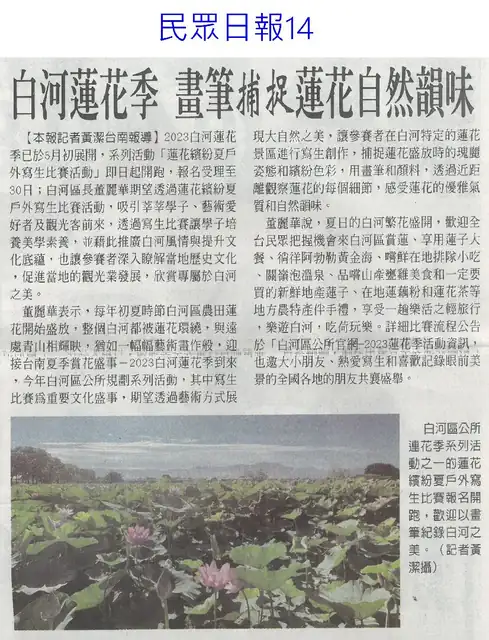 民眾日報14
白河蓮花季 畫筆捕捉蓮花自然韻味
【本報記者黃潔台南報導】2023白河蓮花
季已於5月初展開，系列活動「蓮花繽紛夏戶
外寫生比賽活動」即日起開跑，報名受理至
30日；白河區長董麗華期望透過蓮花繽紛夏
戶外寫生比賽活動，吸引莘莘學子、藝術愛
好者及觀光客前來，透過寫生比賽讓學子培
養美學素養，並藉此推廣白河風情與提升文
化底蘊，也讓參賽者深入瞭解當地歷史文化
，促進當地的觀光業發展，欣賞專屬於白河
之美。
董麗華表示，每年初夏時節白河區農田蓮
花開始盛放，整個白河都被蓮花環繞，與遠
處青山相輝映，猶如一幅幅藝術畫作般，迎
接台南夏季賞花盛事－2023白河蓮花季到來
，今年白河區公所規劃系列活動，其中寫生
比賽為重要文化盛事，期望透過藝術方式展
現大自然之美，讓參賽者在白河特定的蓮花
景區進行寫生創作，捕捉蓮花盛放時的瑰麗
姿態和繽紛色彩，用畫筆和顏料，透過近距
離觀察蓮花的每個細節，感受蓮花的優雅氣
質和自然韻味。
董麗華說，夏日的白河繁花盛開，歡迎全
台民眾把握機會來白河區賞蓮、享用蓮子大
餐、徜徉阿勃勒黃金海、嚐鮮在地排隊小吃
、關嶺泡溫泉、品嚐山產甕雞美食和一定要
買的新鮮地產蓮子、在地蓮藕粉和蓮花茶等
地方農特產伴手禮，享受一趟樂活之輕旅行
，樂遊白河，吃荷玩樂。詳細比賽流程公告
於「白河區公所官網-2023蓮花季活動資訊，
也邀大小朋友、熱愛寫生和喜歡記錄眼前美
景的全國各地的朋友共襄盛舉。
白河區公所
蓮花季系列活
動之一的蓮花
繽紛夏戶外寫
生比賽報名開
跑，歡迎以畫
筆紀錄白河之
美。（記者黃
潔攝）